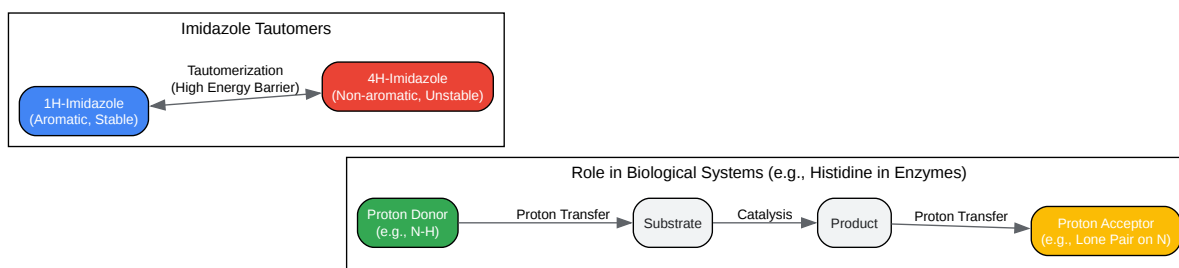 Imidazole Tautomers
Tautomerization
(High Energy Barrier)
1H-Imidazole
(Aromatic, Stable)
4H-Imidazole
(Non-aromatic, Unstable)
Role in Biological Systems (e.g., Histidine in Enzymes)
Proton Donor
(e.g., N-H)
Proton Transfer
Substrate
Catalysis
Product
Proton Transfer
Proton Acceptor
(e.g., Lone Pair on N)